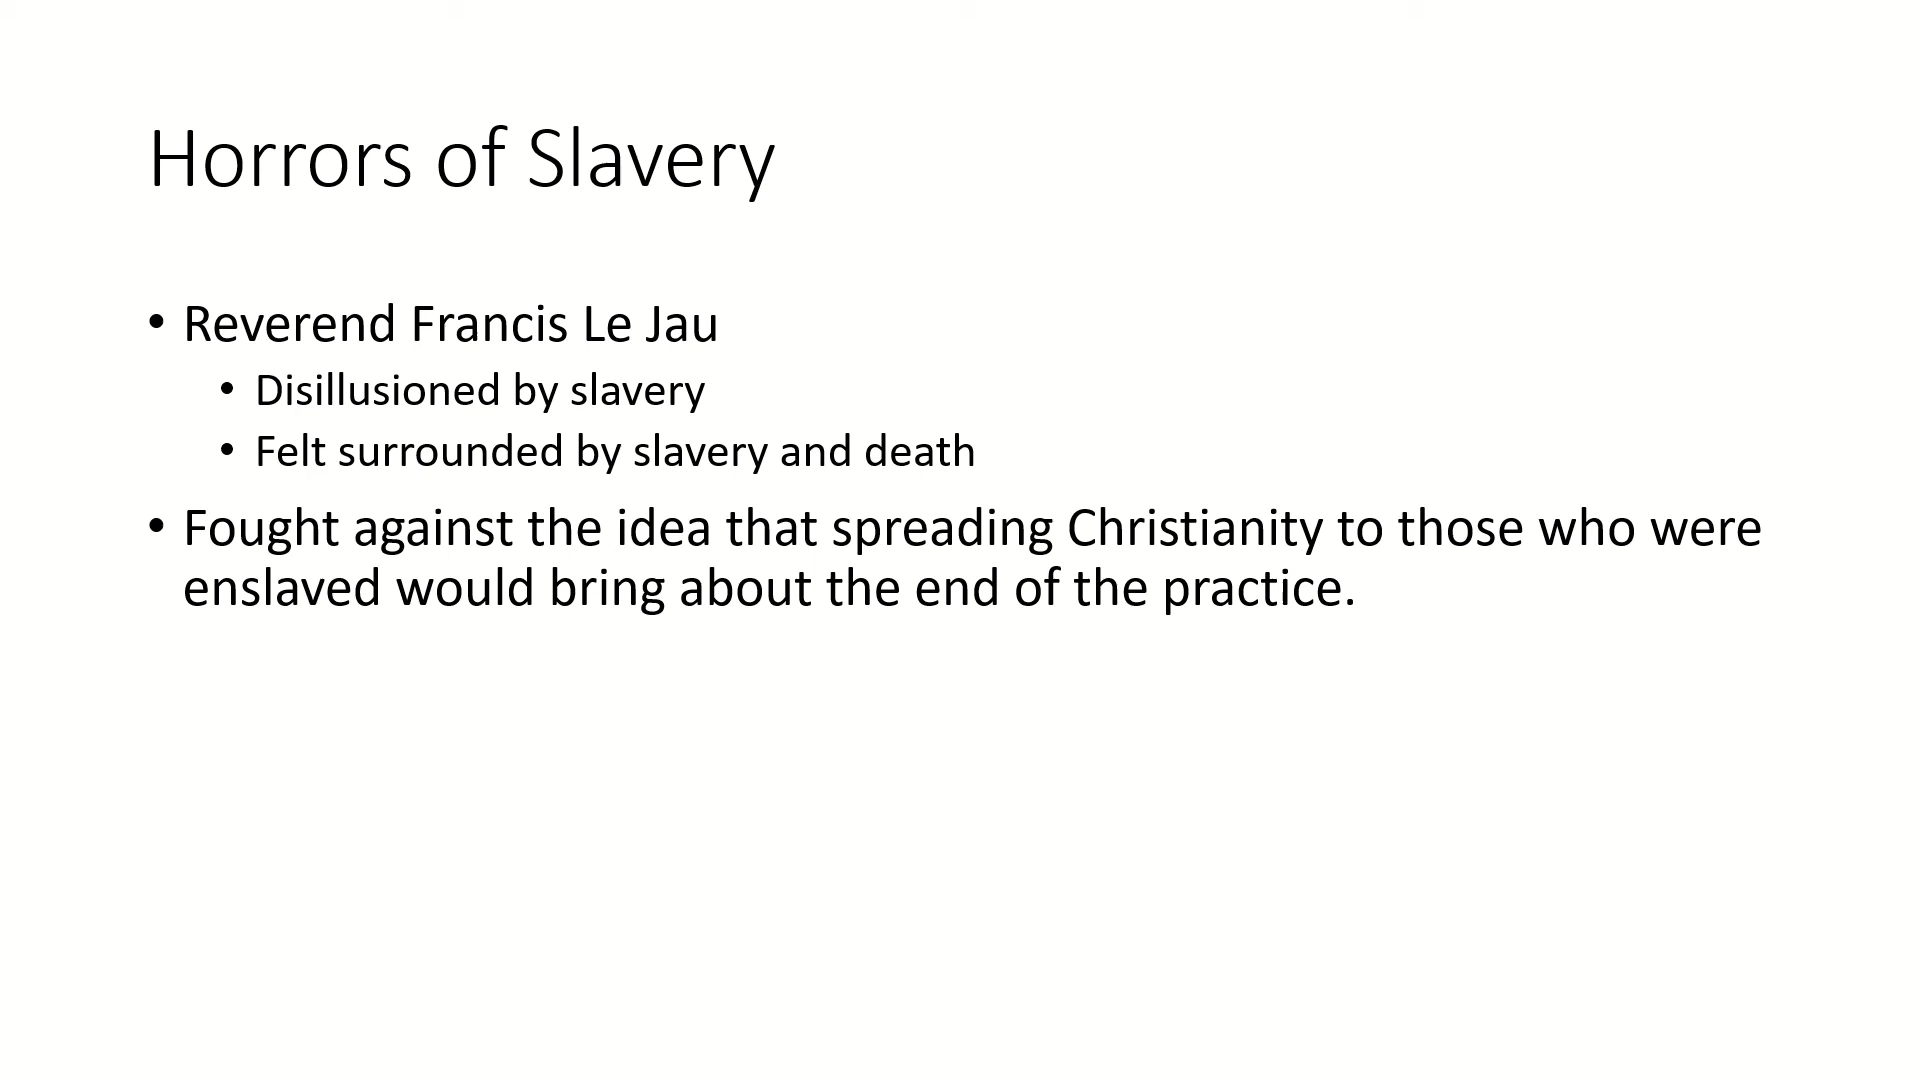 Horrors of Slavery
• Reverend Francis Le Jau
• Disillusioned by slavery
• Felt surrounded by slavery and death
• Fought against the idea that spreading Christianity to those who were
enslaved would bring about the end of the practice.